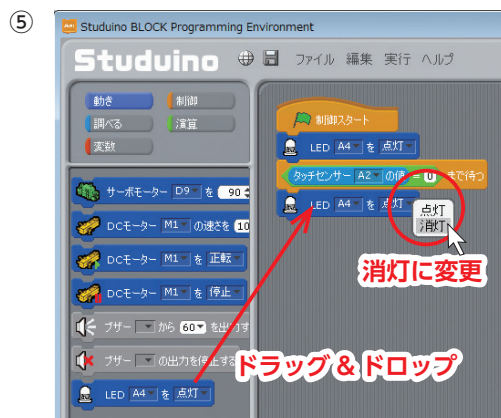 ⑤
Studuino BLOCK Programming Environment
Studuino ファイル 編集 実行 ヘルプ
動き 制御
調べる 演算
変数
サーボモーター D9 を 90
DCモーター M1 の速さを 10
DCモーター M1 を 正転
DCモーター M1 を 停止
ブザー から 60 を出力す
ブザー の出力を停止する
LED A4 を 点灯
制御スタート
LED A4 を 点灯
タッチセンサー A2 の値 = 0 まで待つ
LED A4 を 点灯
点灯
消灯
消灯に変更
ドラッグ&ドロップ